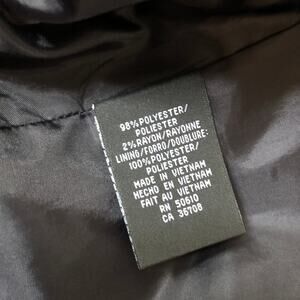 98%POLYESTER/
POLIESTER
2%RAYON/RAYONNE
LINING/FORRO/DOUBLURE:
100%POLYESTER/
POLIESTER
MADE IN VIETNAM
HECHO EN VIETNAM
FAIT AU VIETNAM
RN 50510
CA 36708